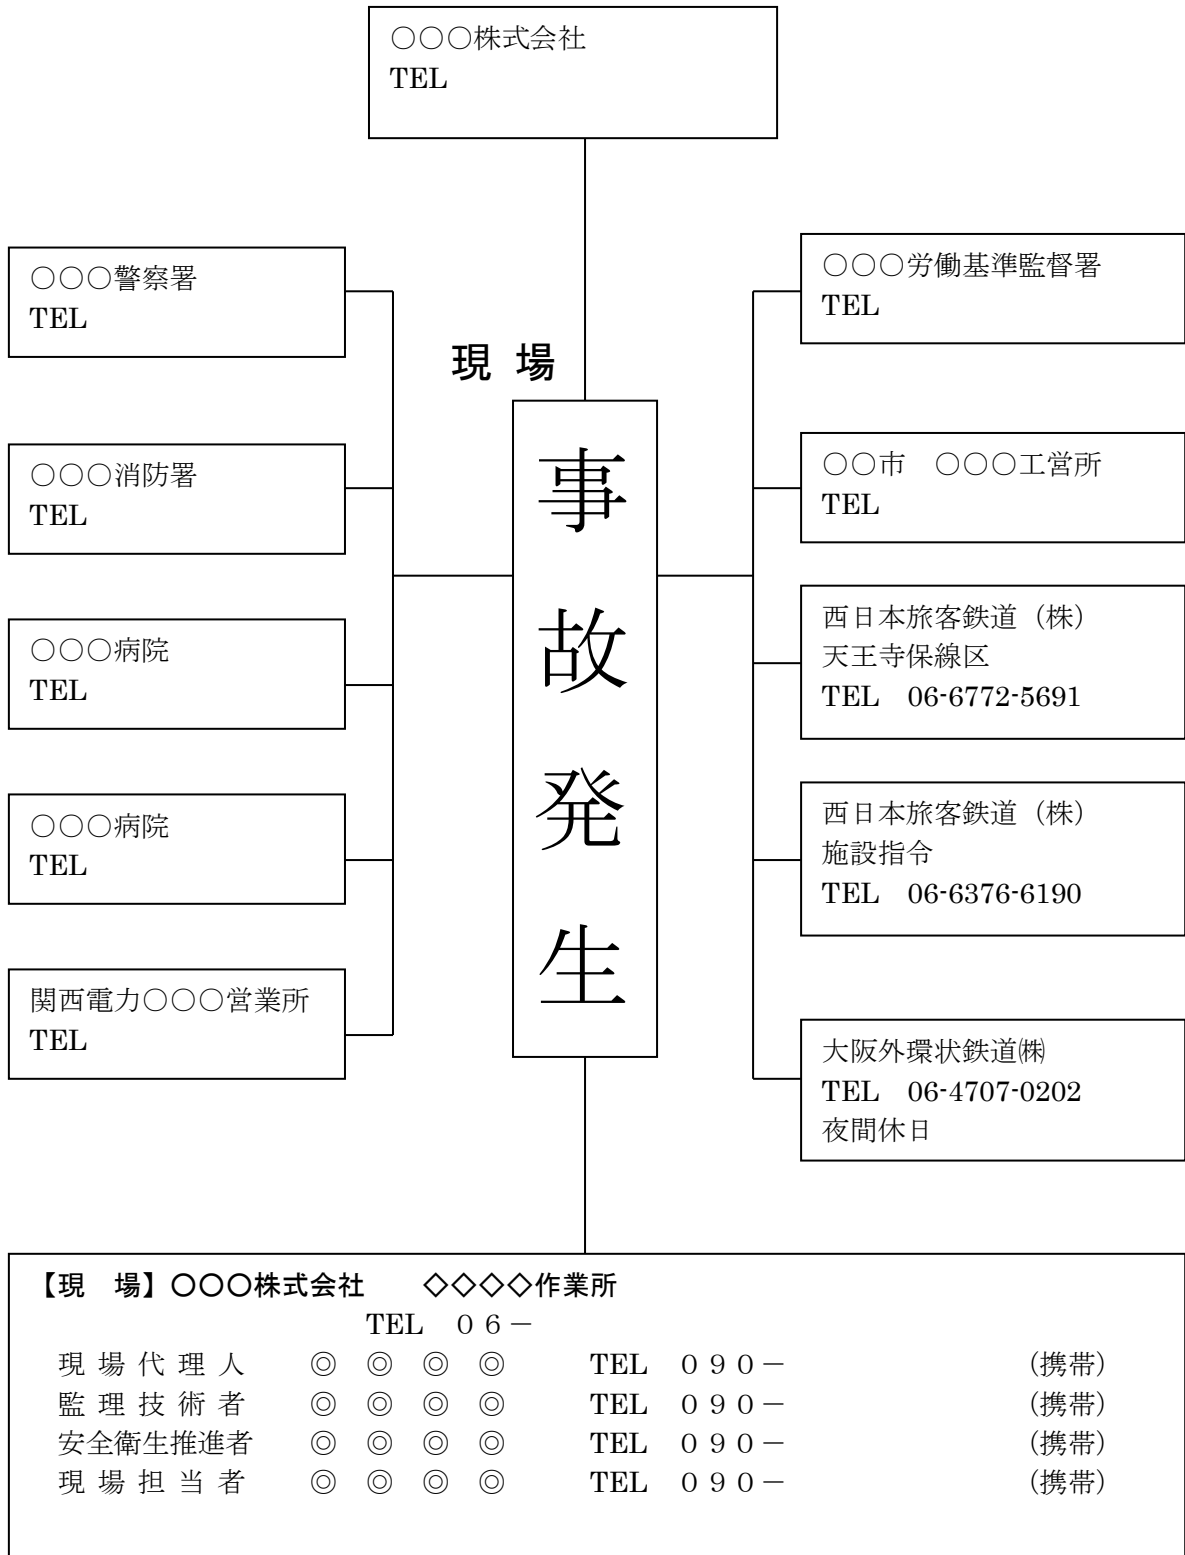 ○○○株式会社
TEL
○○○警察署
TEL
○○○消防署
TEL
○○○病院
TEL
○○○病院
TEL
関西電力○○○営業所
TEL
現 場
事故発生
○○○労働基準監督署
TEL
○○市　○○○工営所
TEL
西日本旅客鉄道（株）
天王寺保線区
TEL　06-6772-5691
西日本旅客鉄道（株）
施設指令
TEL　06-6376-6190
大阪外環状鉄道㈱
TEL　06-4707-0202
夜間休日
【現　場】○○○株式会社　　◇◇◇◇作業所
TEL　０６－
現 場 代 理 人　◎　◎　◎　◎　TEL　０９０－　（携帯）
監 理 技 術 者　◎　◎　◎　◎　TEL　０９０－　（携帯）
安全衛生推進者　◎　◎　◎　◎　TEL　０９０－　（携帯）
現 場 担 当 者　◎　◎　◎　◎　TEL　０９０－　（携帯）